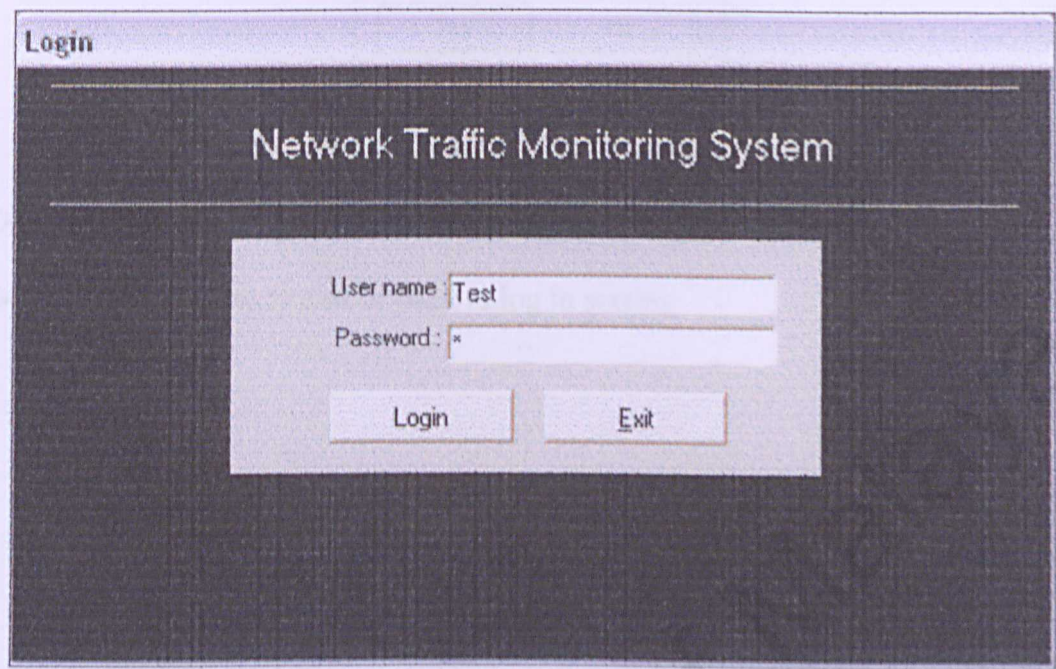 Login
Network Traffic Monitoring System
User name : Test
Password : *
Login Exit